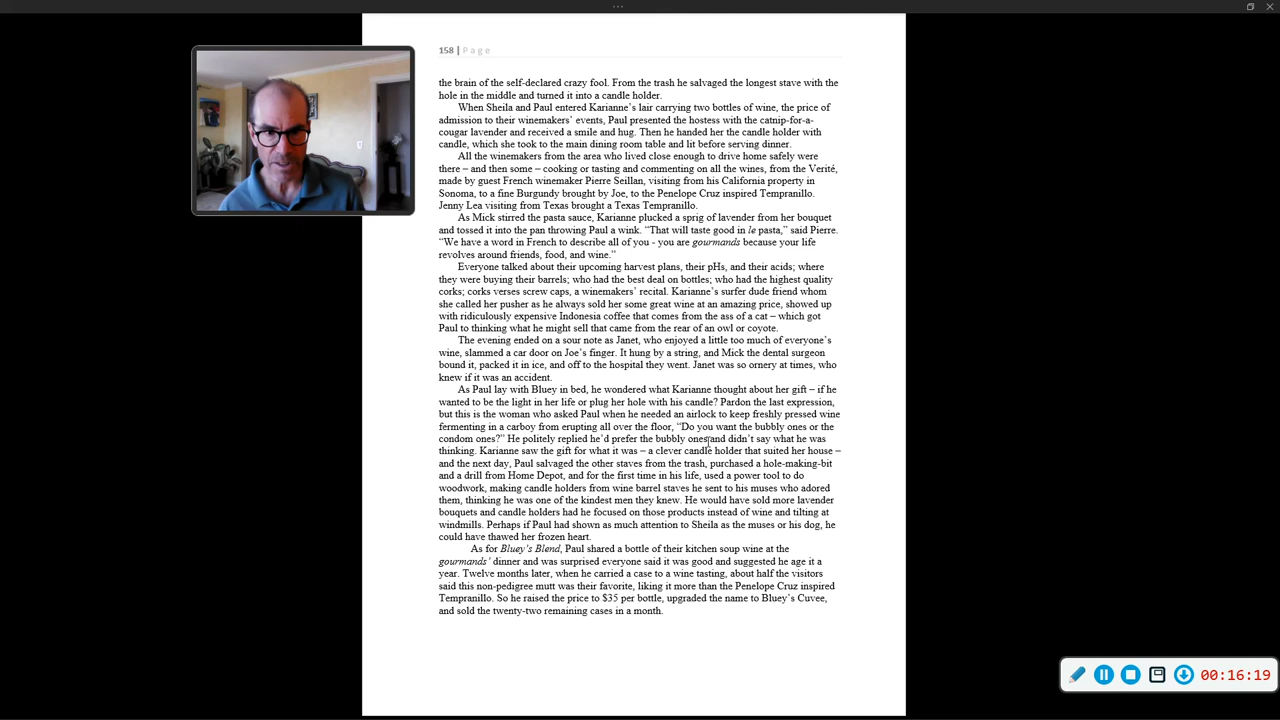 158 | Page
the brain of the self-declared crazy fool. From the trash he salvaged the longest stave with the
hole in the middle and turned it into a candle holder.
When Sheila and Paul entered Karianne’s lair carrying two bottles of wine, the price of
admission to their winemakers’ events, Paul presented the hostess with the catnip-for-a-
cougar lavender and received a smile and hug. Then he handed her the candle holder with
candle, which she took to the main dining room table and lit before serving dinner.
All the winemakers from the area who lived close enough to drive home safely were
there – and then some – cooking or tasting and commenting on all the wines, from the Verité,
made by guest French winemaker Pierre Seillan, visiting from his California property in
Sonoma, to a fine Burgundy brought by Joe, to the Penelope Cruz inspired Tempranillo.
Jenny Lea visiting from Texas brought a Texas Tempranillo.
As Mick stirred the pasta sauce, Karianne plucked a sprig of lavender from her bouquet
and tossed it into the pan throwing Paul a wink. “That will taste good in le pasta,” said Pierre.
“We have a word in French to describe all of you - you are gourmands because your life
revolves around friends, food, and wine.”
Everyone talked about their upcoming harvest plans, their pHs, and their acids; where
they were buying their barrels; who had the best deal on bottles; who had the highest quality
corks; corks verses screw caps, a winemakers’ recital. Karianne’s surfer dude friend whom
she called her pusher as he always sold her some great wine at an amazing price, showed up
with ridiculously expensive Indonesia coffee that comes from the ass of a cat – which got
Paul to thinking what he might sell that came from the rear of an owl or coyote.
The evening ended on a sour note as Janet, who enjoyed a little too much of everyone’s
wine, slammed a car door on Joe’s finger. It hung by a string, and Mick the dental surgeon
bound it, packed it in ice, and off to the hospital they went. Janet was so ornery at times, who
knew if it was an accident.
As Paul lay with Bluey in bed, he wondered what Karianne thought about her gift – if he
wanted to be the light in her life or plug her hole with his candle? Pardon the last expression,
but this is the woman who asked Paul when he needed an airlock to keep freshly pressed wine
fermenting in a carboy from erupting all over the floor, “Do you want the bubbly ones or the
condom ones?” He politely replied he’d prefer the bubbly ones and didn’t say what he was
thinking. Karianne saw the gift for what it was – a clever candle holder that suited her house –
and the next day, Paul salvaged the other staves from the trash, purchased a hole-making-bit
and a drill from Home Depot, and for the first time in his life, used a power tool to do
woodwork, making candle holders from wine barrel staves he sent to his muses who adored
them, thinking he was one of the kindest men they knew. He would have sold more lavender
bouquets and candle holders had he focused on those products instead of wine and tilting at
windmills. Perhaps if Paul had shown as much attention to Sheila as the muses or his dog, he
could have thawed her frozen heart.
As for Bluey’s Blend, Paul shared a bottle of their kitchen soup wine at the
gourmands’ dinner and was surprised everyone said it was good and suggested he age it a
year. Twelve months later, when he carried a case to a wine tasting, about half the visitors
said this non-pedigree mutt was their favorite, liking it more than the Penelope Cruz inspired
Tempranillo. So he raised the price to $35 per bottle, upgraded the name to Bluey’s Cuvee,
and sold the twenty-two remaining cases in a month.
00:16:19